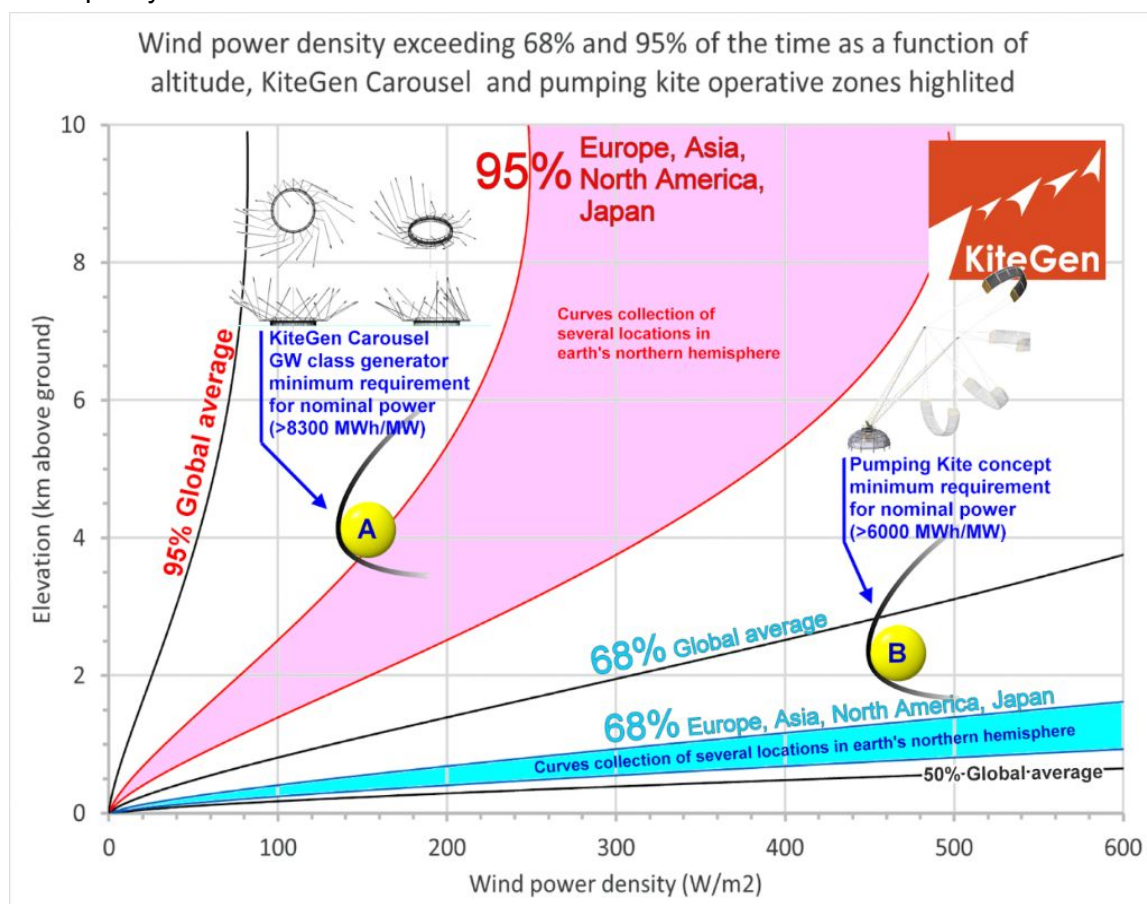 Wind power density exceeding 68% and 95% of the time as a function of
altitude, KiteGen Carousel and pumping kite operative zones highlited
10
8
6
4
2
0
Elevation (km above ground)
95% Global average
KiteGen Carousel
GW class generator
minimum requirement
for nominal power
(>8300 MWh/MW)
A
95% Europe, Asia,
North America,
Japan
Curves collection of
several locations in
earth's northern hemisphere
KiteGen
Pumping Kite concept
minimum requirement
for nominal power
(>6000 MWh/MW)
B
68% Global average
68% Europe, Asia, North America, Japan
Curves collection of several locations in earth's northern hemisphere
50%·Global·average
0 100 200 300 400 500 600
Wind power density (W/m2)